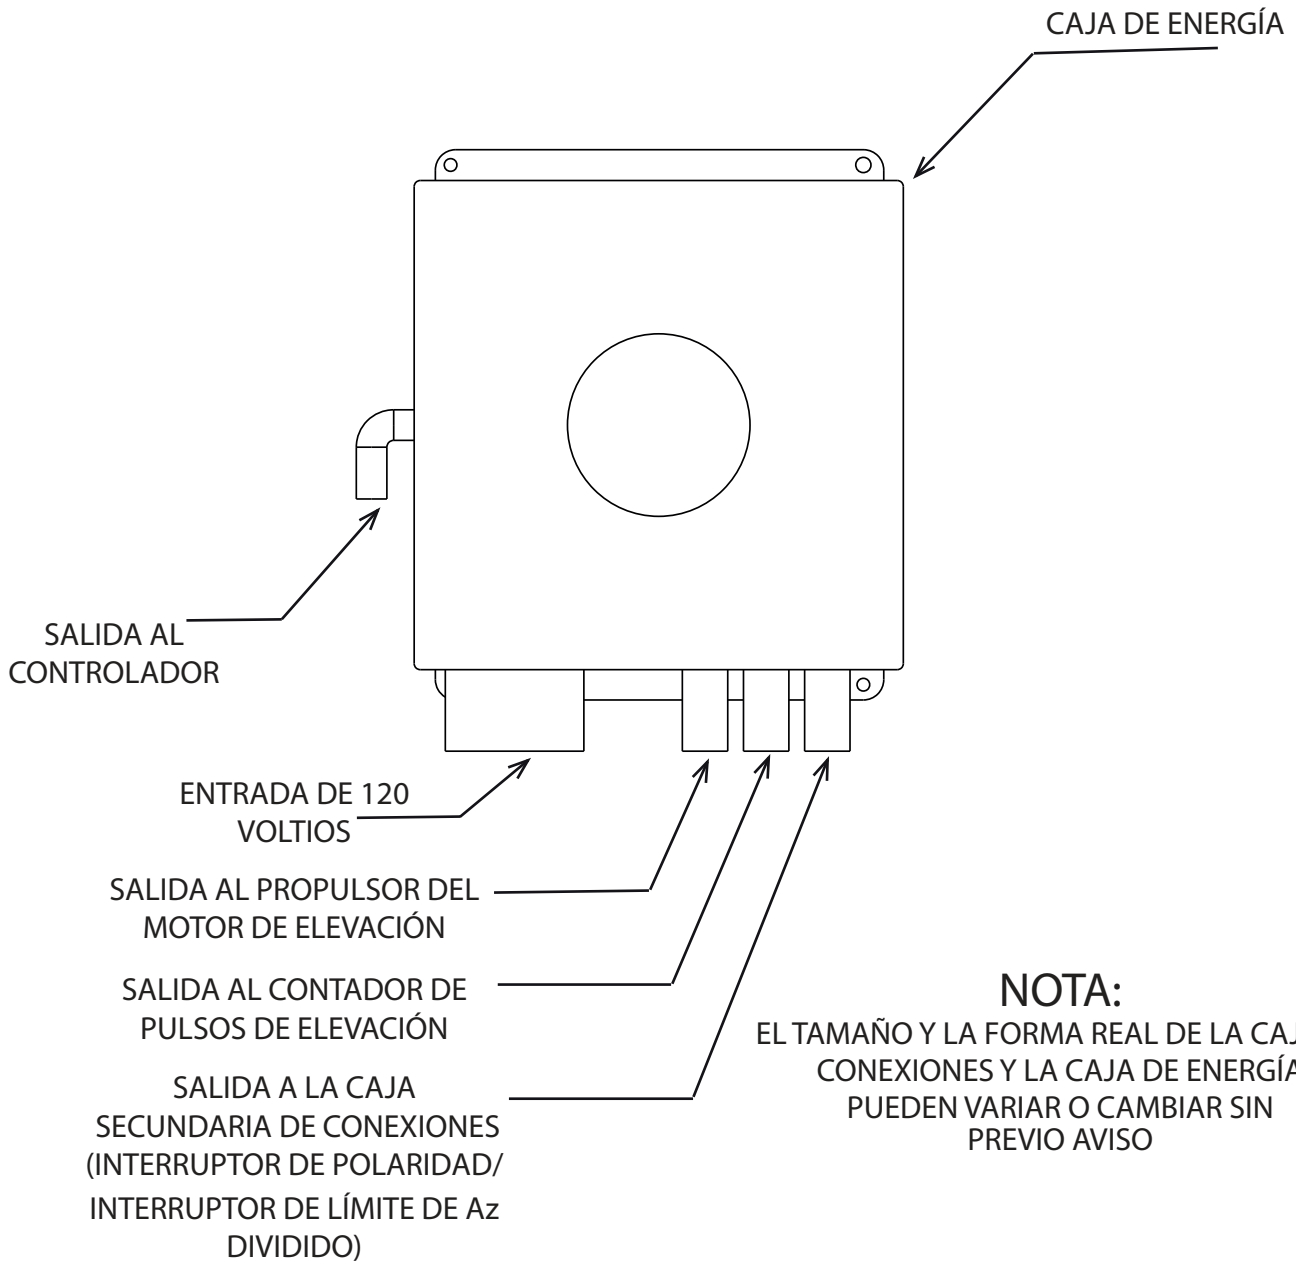 CAJA DE ENERGÍA
SALIDA AL
CONTROLADOR
ENTRADA DE 120
VOLTIOS
SALIDA AL PROPULSOR DEL
MOTOR DE ELEVACIÓN
SALIDA AL CONTADOR DE
PULSOS DE ELEVACIÓN
SALIDA A LA CAJA
SECUNDARIA DE CONEXIONES
(INTERRUPTOR DE POLARIDAD/
INTERRUPTOR DE LÍMITE DE Az
DIVIDIDO)
NOTA:
EL TAMAÑO Y LA FORMA REAL DE LA
CONEXIONES Y LA CAJA DE ENERGÍA
PUEDEN VARIAR O CAMBIAR SIN
PREVIO AVISO